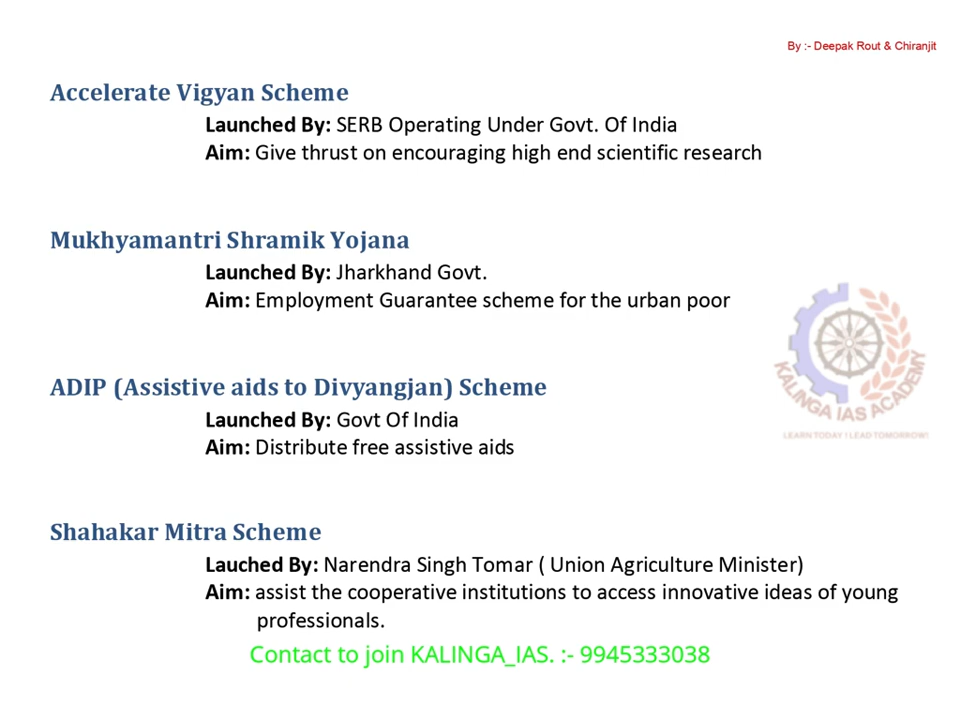 By :- Deepak Rout & Chiranjit
Accelerate Vigyan Scheme
Launched By: SERB Operating Under Govt. Of India
Aim: Give thrust on encouraging high end scientific research
Mukhyamantri Shramik Yojana
Launched By: Jharkhand Govt.
Aim: Employment Guarantee scheme for the urban poor
KALINGA IAS ACADEMY
LEARN TODAY ! LEAD TOMORROW!
ADIP (Assistive aids to Divyangjan) Scheme
Launched By: Govt Of India
Aim: Distribute free assistive aids
Shahakar Mitra Scheme
Lauched By: Narendra Singh Tomar ( Union Agriculture Minister)
Aim: assist the cooperative institutions to access innovative ideas of young
professionals.
Contact to join KALINGA_IAS. :- 9945333038